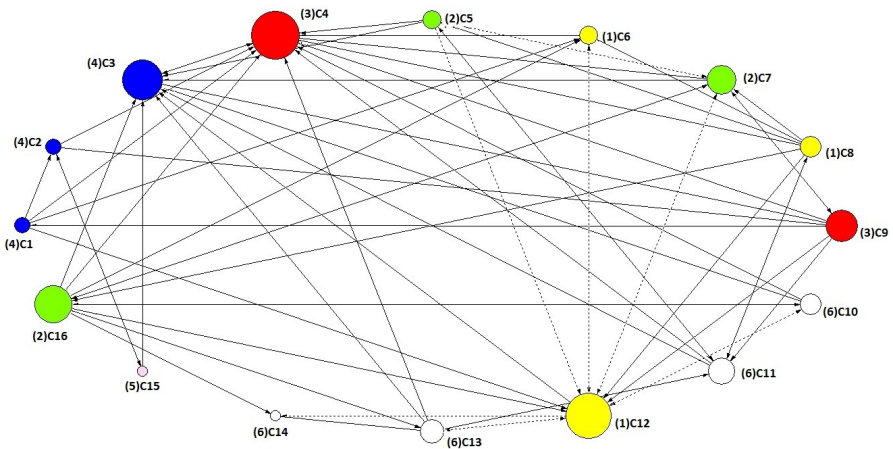 (3)C4
(2)C5
(1)C6
(4)C3
(2)C7
(4)C2
(1)C8
(4)C1
(3)C9
(2)C16
(6)C10
(5)C15
(6)C11
(6)C14
(6)C13
(1)C12